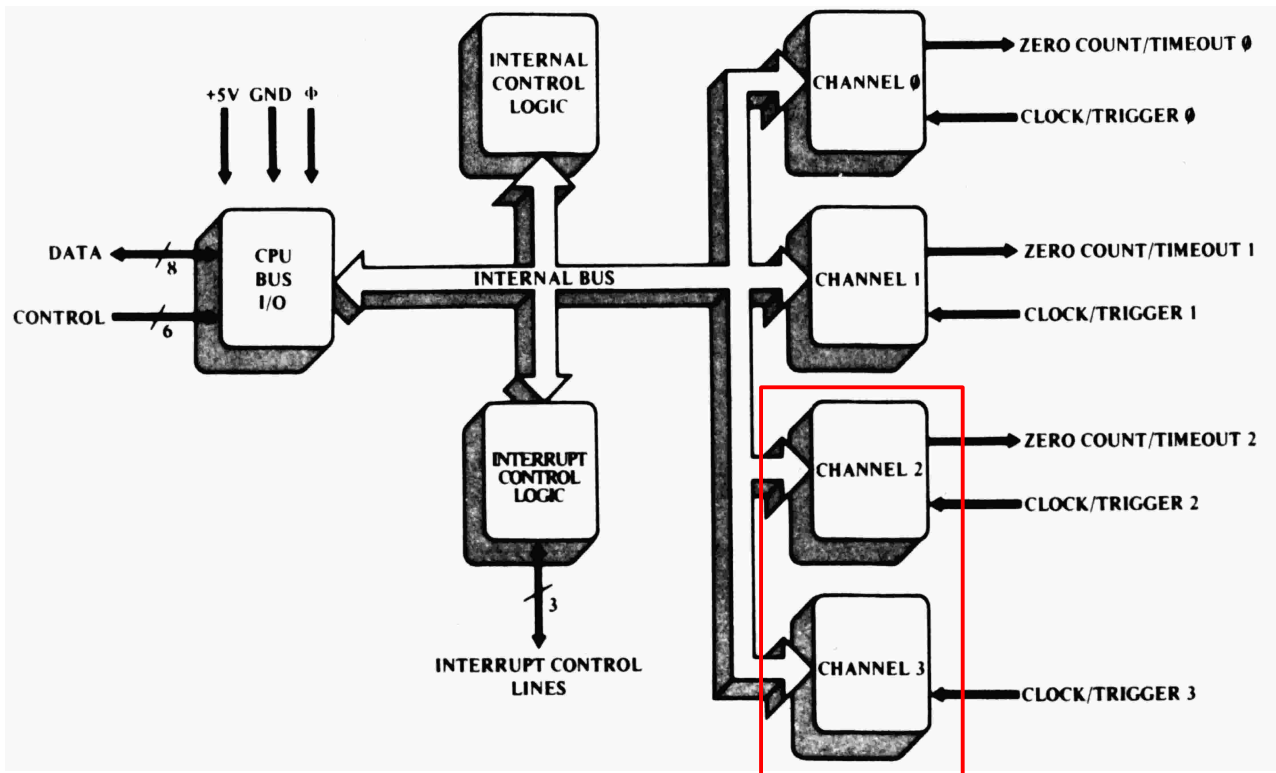 INTERNAL
CONTROL
LOGIC
+5V GND Φ
DATA
8
CONTROL
6
CPU
BUS
I/O
INTERNAL BUS
INTERRUPT
CONTROL
LOGIC
3
INTERRUPT CONTROL
LINES
CHANNEL Ø
ZERO COUNT/TIMEOUT Ø
CLOCK/TRIGGER Ø
CHANNEL 1
ZERO COUNT/TIMEOUT 1
CLOCK/TRIGGER 1
CHANNEL 2
ZERO COUNT/TIMEOUT 2
CLOCK/TRIGGER 2
CHANNEL 3
CLOCK/TRIGGER 3